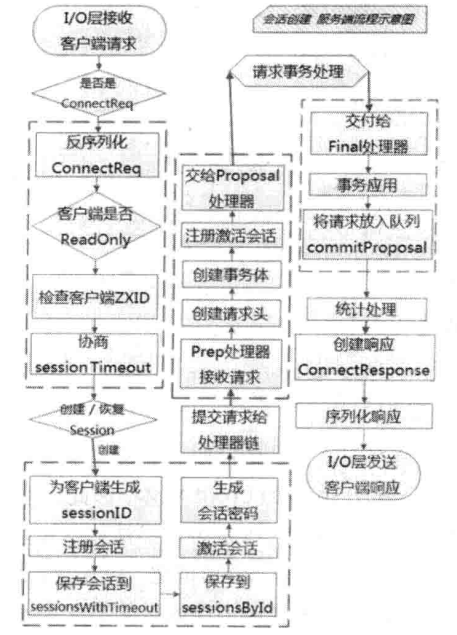 会话创建 服务端流程示意图
I/O层接收
客户端请求
是否是
ConnectReq
反序列化
ConnectReq
客户端是否
ReadOnly
检查客户端ZXID
协商
session Timeout
创建 / 恢复
Session
创建
为客户端生成
sessionID
注册会话
保存会话到
sessionsWithTimeout
保存到
sessionsById
激活会话
生成
会话密码
提交请求给
处理器链
Prep处理器
接收请求
创建请求头
创建事务体
注册激活会话
交给Proposal
处理器
请求事务处理
交付给
Final处理器
事务应用
将请求放入队列
commitProposal
统计处理
创建响应
ConnectResponse
序列化响应
I/O层发送
客户端响应